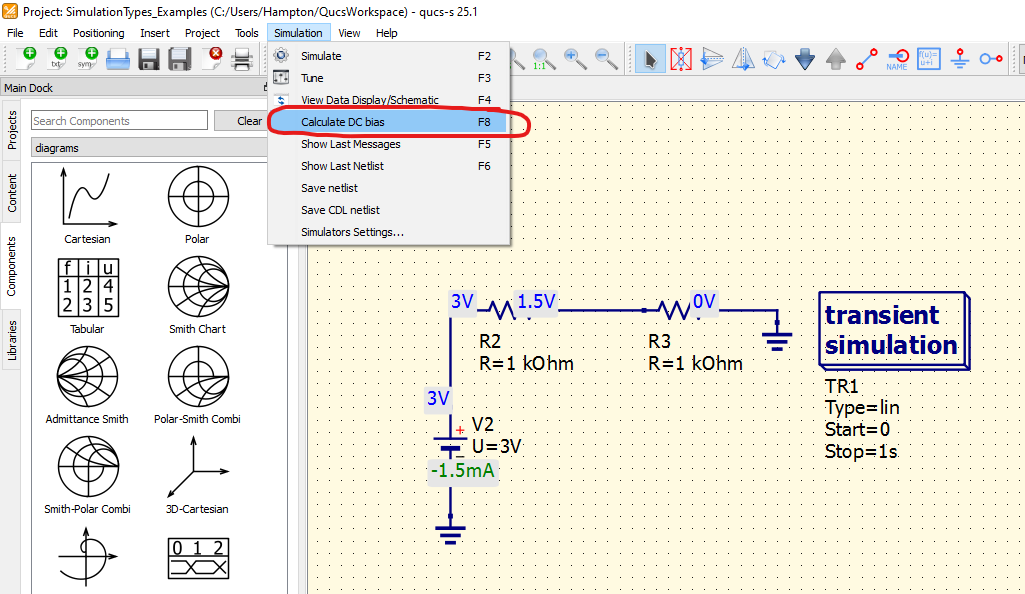 Project: SimulationTypes_Examples (C:/Users/Hampton/QucsWorkspace) - qucs-s 25.1
File Edit Positioning Insert Project Tools Simulation View Help
txt
sym
1:1
NAME
u=
u+i
Main Dock
Simulate F2
Tune F3
View Data Display/Schematic F4
Calculate DC bias F8
Show Last Messages F5
Show Last Netlist F6
Save netlist
Save CDL netlist
Simulators Settings...
Projects
Content
Components
Libraries
Search Components Clear
diagrams
Cartesian Polar
f i u
1 2 4
2 3 5
Tabular Smith Chart
Admittance Smith Polar-Smith Combi
Smith-Polar Combi 3D-Cartesian
0 1 2
3V 1.5V 0V
R2
R=1 kOhm
R3
R=1 kOhm
3V
+ V2
U=3V
-1.5mA
transient
simulation
TR1
Type=lin
Start=0
Stop=1s